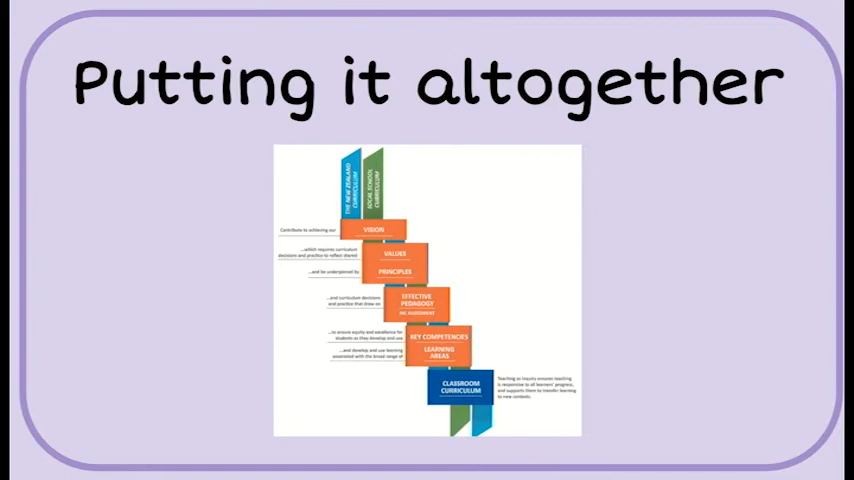 Putting it altogether
THE NEW ZEALAND
CURRICULUM
LOCAL SCHOOL
CURRICULUM
Contribute to achieving our
VISION
...which requires curriculum
decisions and practice to reflect shared
VALUES
...and be underpinned by
PRINCIPLES
...and curriculum decisions
and practice that draw on
EFFECTIVE
PEDAGOGY
INC ASSESSMENT
...to ensure equity and excellence for
students as they develop and use
KEY COMPETENCIES
...and develop and use learning
associated with the broad range of
LEARNING
AREAS
CLASSROOM
CURRICULUM
Teaching as Inquiry ensures teaching
is responsive to all learners' progress,
and supports them to transfer learning
to new contexts.